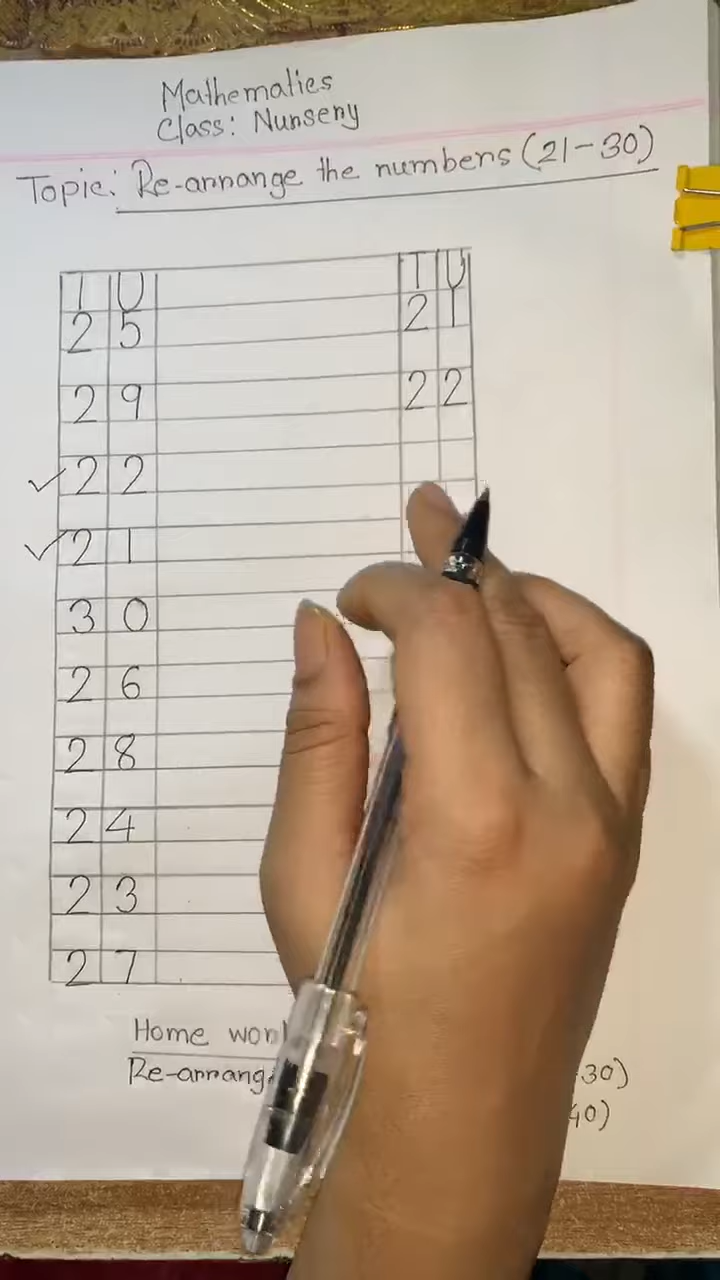 Mathematics
Class: Nursery
Topic: Re-arrange the numbers (21-30)
T U T U
2 5 2 1
2 9 2 2
✓ 2 2
✓ 2 1
3 0
2 6
2 8
2 4
2 3
2 7
Home wor
Re-arrang 30)
40)